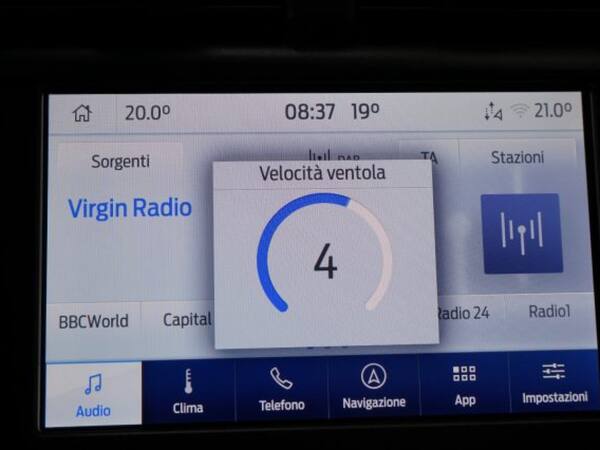 20.0° 08:37 19° 21.0°
Sorgenti DAB TA Stazioni
Velocità ventola
Virgin Radio
4
BBCWorld Capital Radio 24 Radio1
Audio Clima Telefono Navigazione App Impostazioni